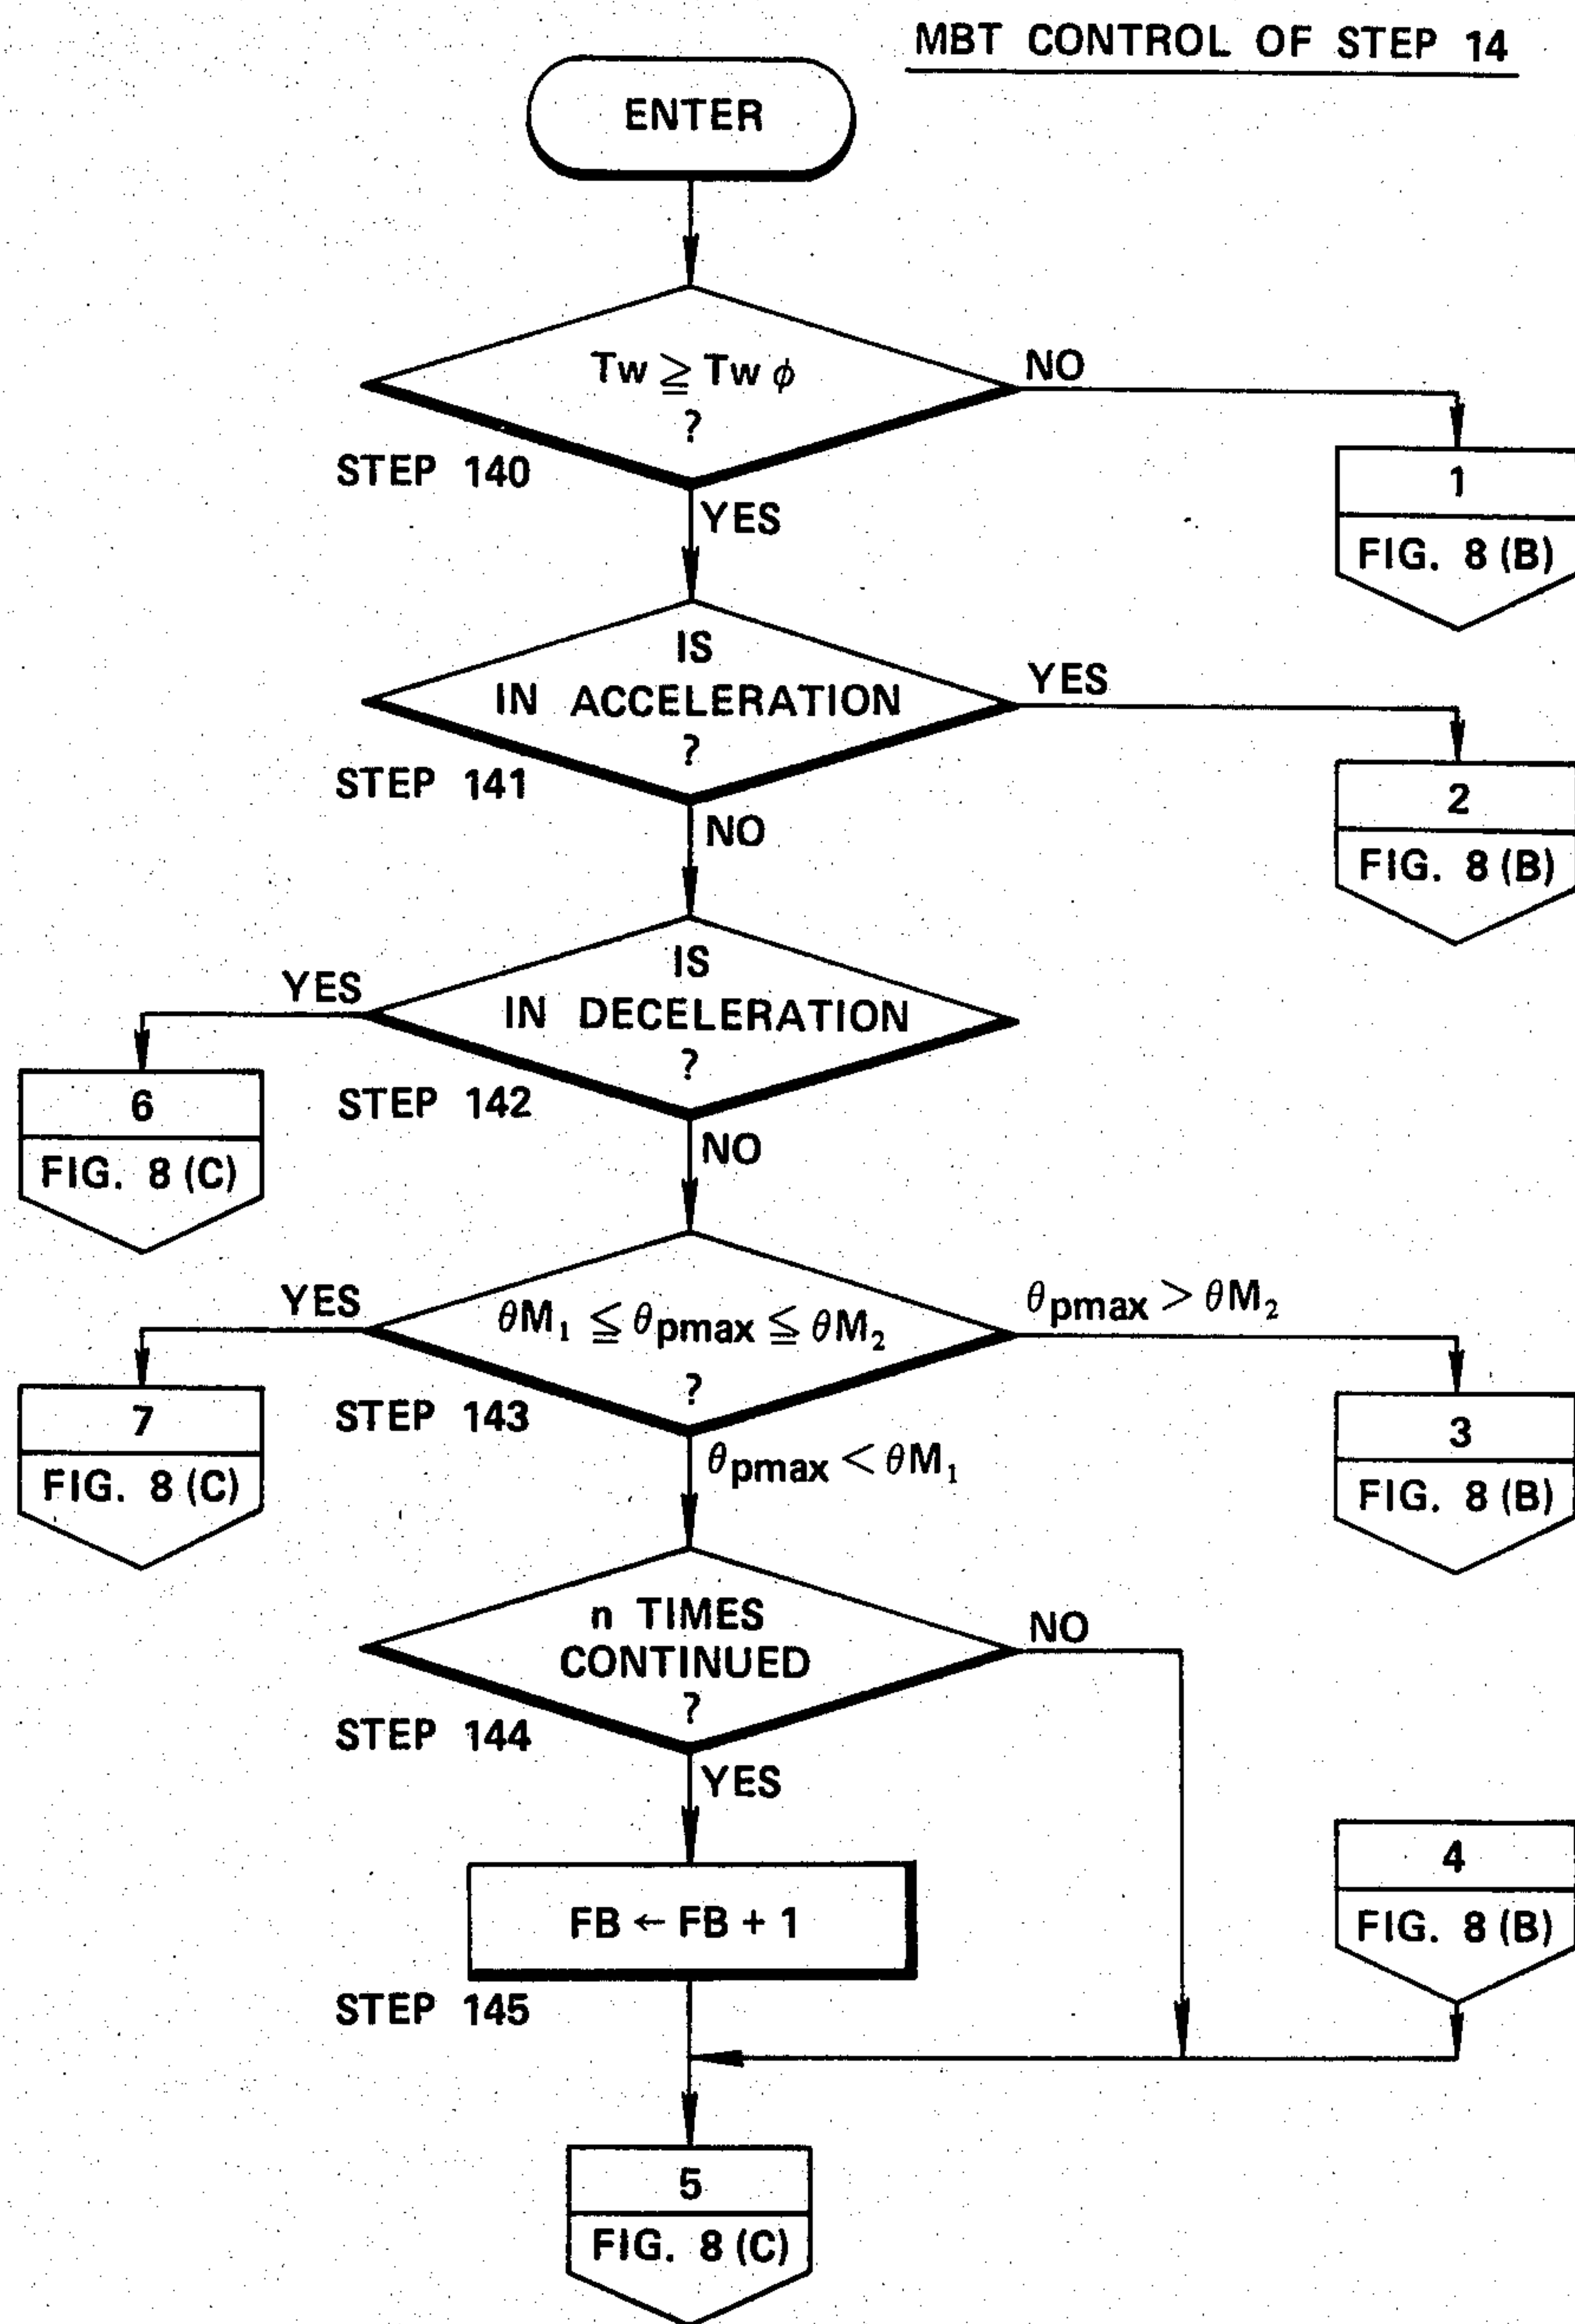 MBT CONTROL OF STEP 14
ENTER
Tw ≧ Tw ϕ
?
NO
STEP 140
YES
1
FIG. 8 (B)
IS
IN ACCELERATION
?
YES
STEP 141
NO
2
FIG. 8 (B)
IS
IN DECELERATION
?
YES
STEP 142
NO
6
FIG. 8 (C)
θM₁ ≦ θpmax ≦ θM₂
?
YES
θpmax > θM₂
STEP 143
θpmax < θM₁
7
FIG. 8 (C)
3
FIG. 8 (B)
n TIMES
CONTINUED
?
NO
STEP 144
YES
FB ← FB + 1
STEP 145
4
FIG. 8 (B)
5
FIG. 8 (C)